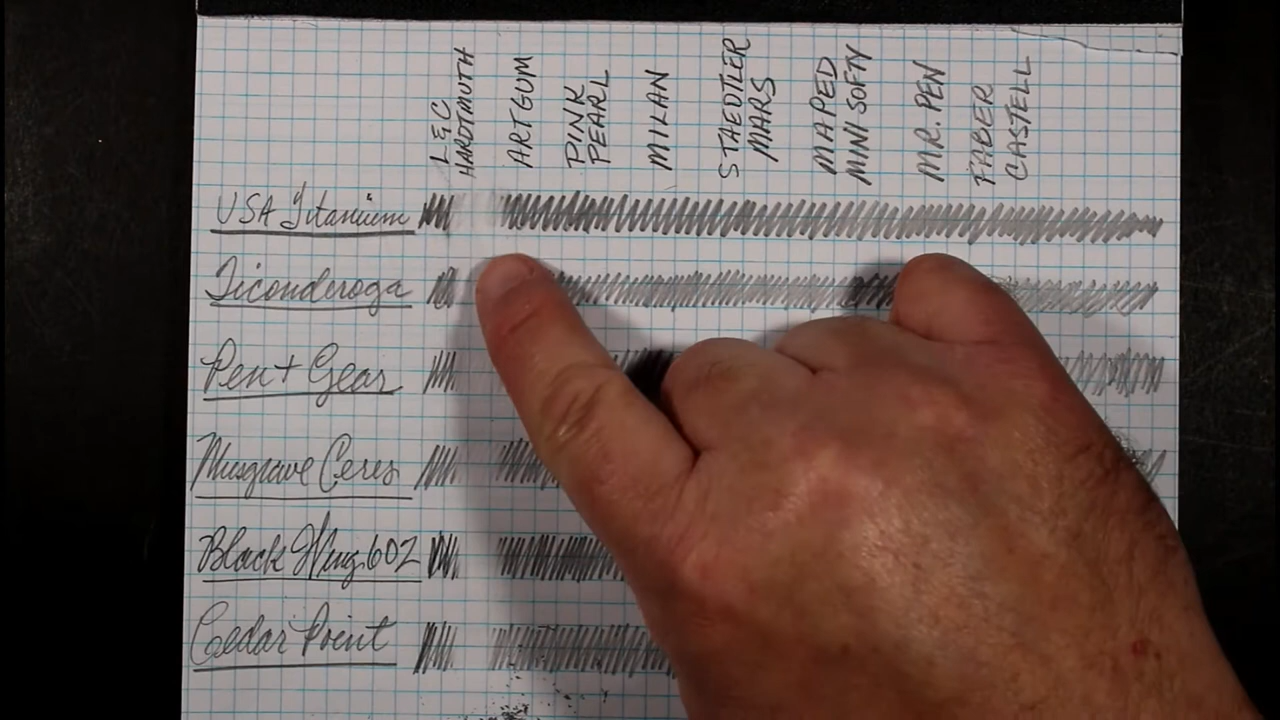 L&C
HARDTMUTH
ARTGUM
PINK
PEARL
MILAN
STAEDTLER
MARS
MAPED
MINI SOFTY
MR. PEN
FABER
CASTELL
USA Titanium
Ticonderoga
Pen + Gear
Musgrave Ceres
Black Wing 602
Cedar Point